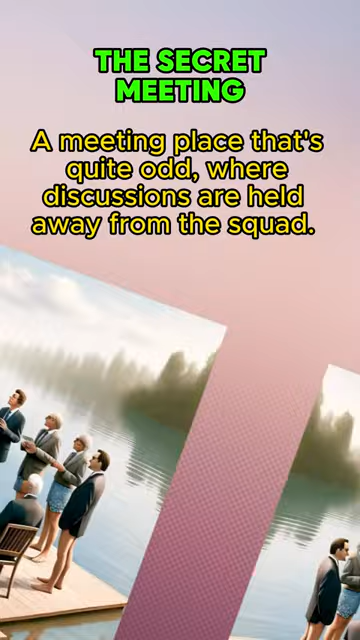 THE SECRET
MEETING
A meeting place that's
quite odd, where
discussions are held
away from the squad.